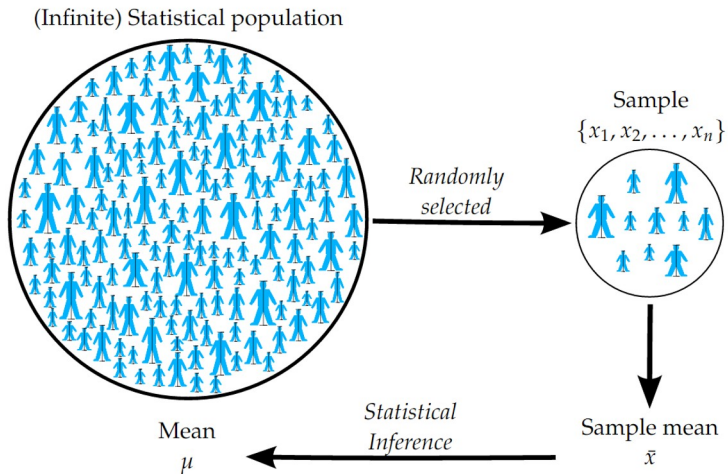 (Infinite) Statistical population
Sample
{x₁, x₂, . . . , xₙ}
Randomly
selected
Statistical
Inference
Mean
μ
Sample mean
x̄